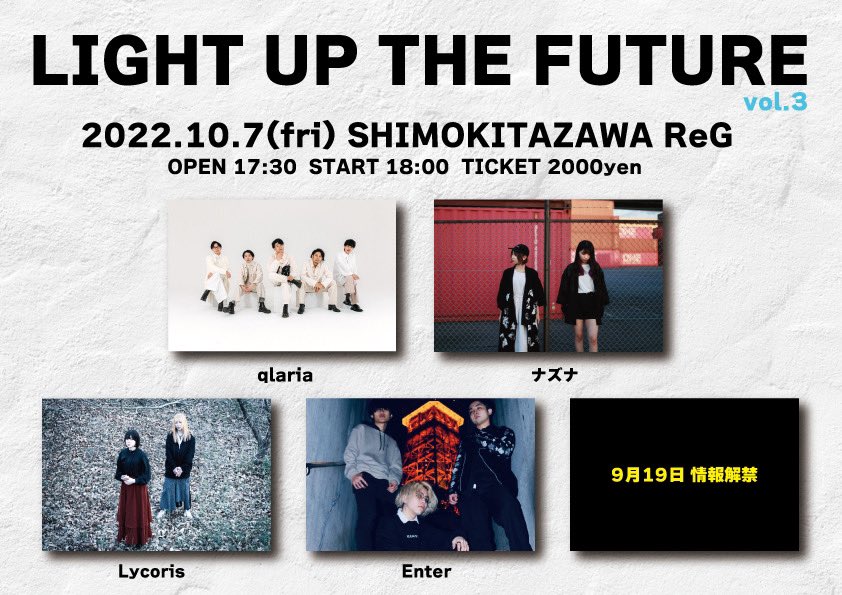 LIGHT UP THE FUTURE
vol.3
2022.10.7(fri) SHIMOKITAZAWA ReG
OPEN 17:30 START 18:00 TICKET 2000yen
qlaria
ナズナ
9月19日 情報解禁
Lycoris
Enter